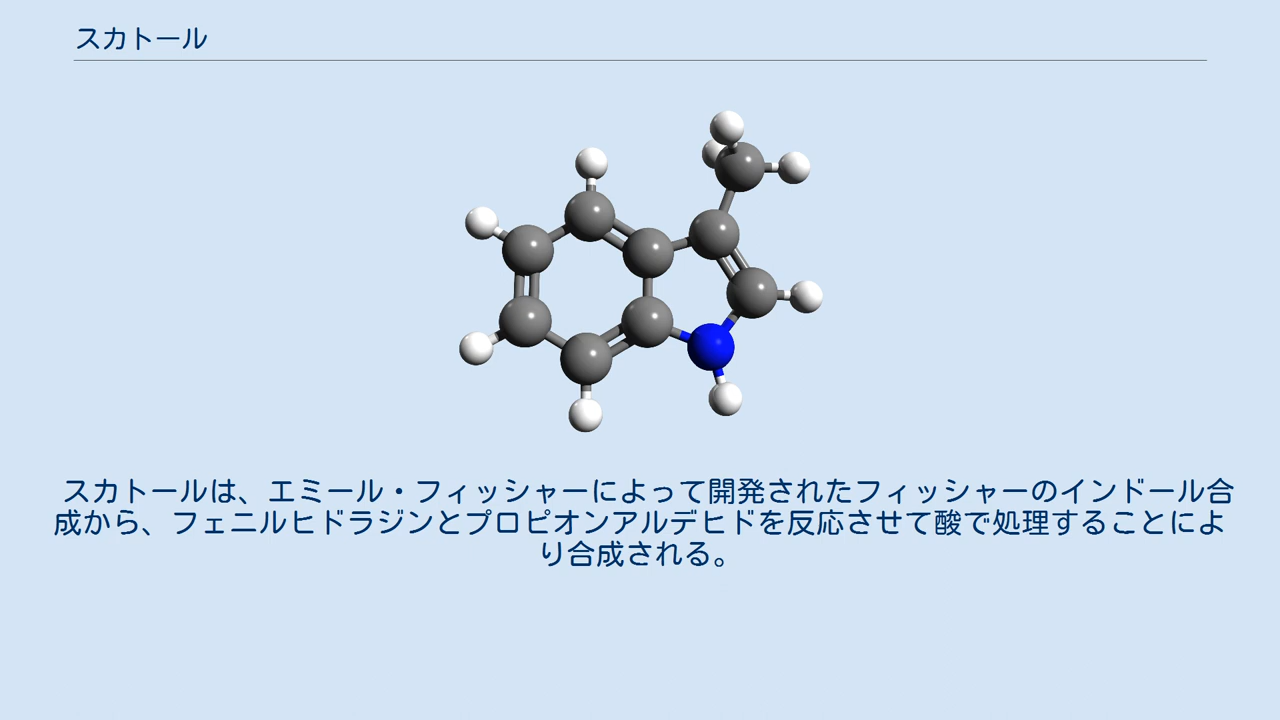 スカトール
スカトールは、エミール・フィッシャーによって開発されたフィッシャーのインドール合
成から、フェニルヒドラジンとプロピオンアルデヒドを反応させて酸で処理することによ
り合成される。